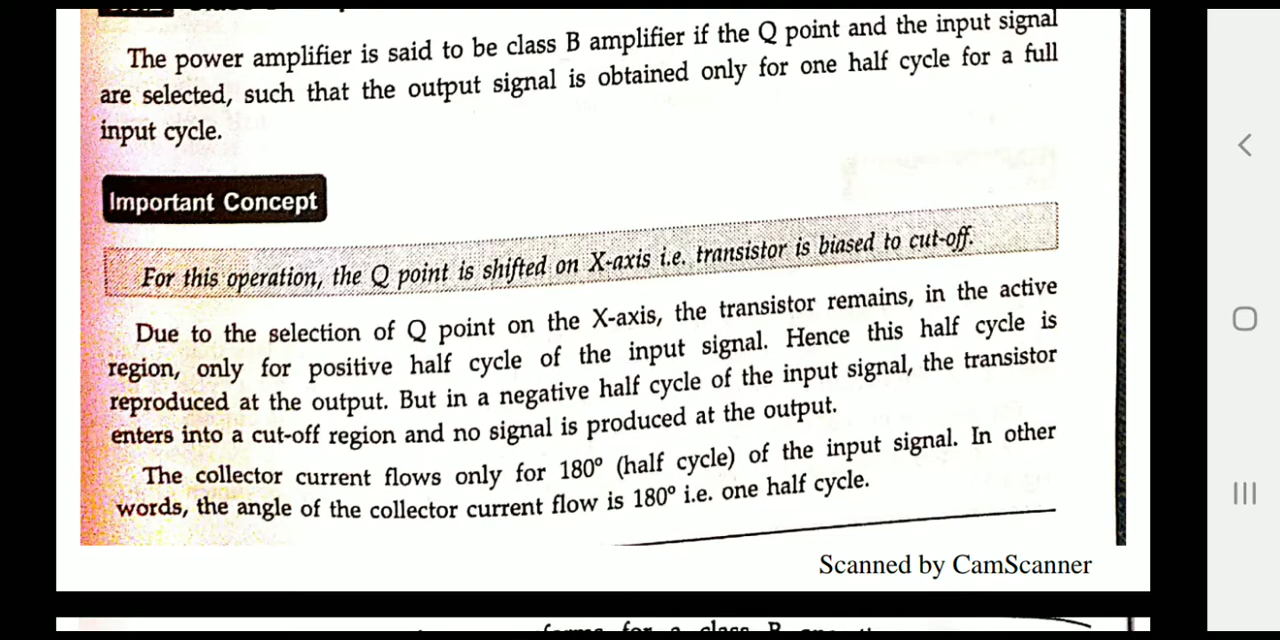 The power amplifier is said to be class B amplifier if the Q point and the input signal
are selected, such that the output signal is obtained only for one half cycle for a full
input cycle.
Important Concept
For this operation, the Q point is shifted on X-axis i.e. transistor is biased to cut-off.
Due to the selection of Q point on the X-axis, the transistor remains, in the active
region, only for positive half cycle of the input signal. Hence this half cycle is
reproduced at the output. But in a negative half cycle of the input signal, the transistor
enters into a cut-off region and no signal is produced at the output.
The collector current flows only for 180° (half cycle) of the input signal. In other
words, the angle of the collector current flow is 180° i.e. one half cycle.
Scanned by CamScanner
for a class B